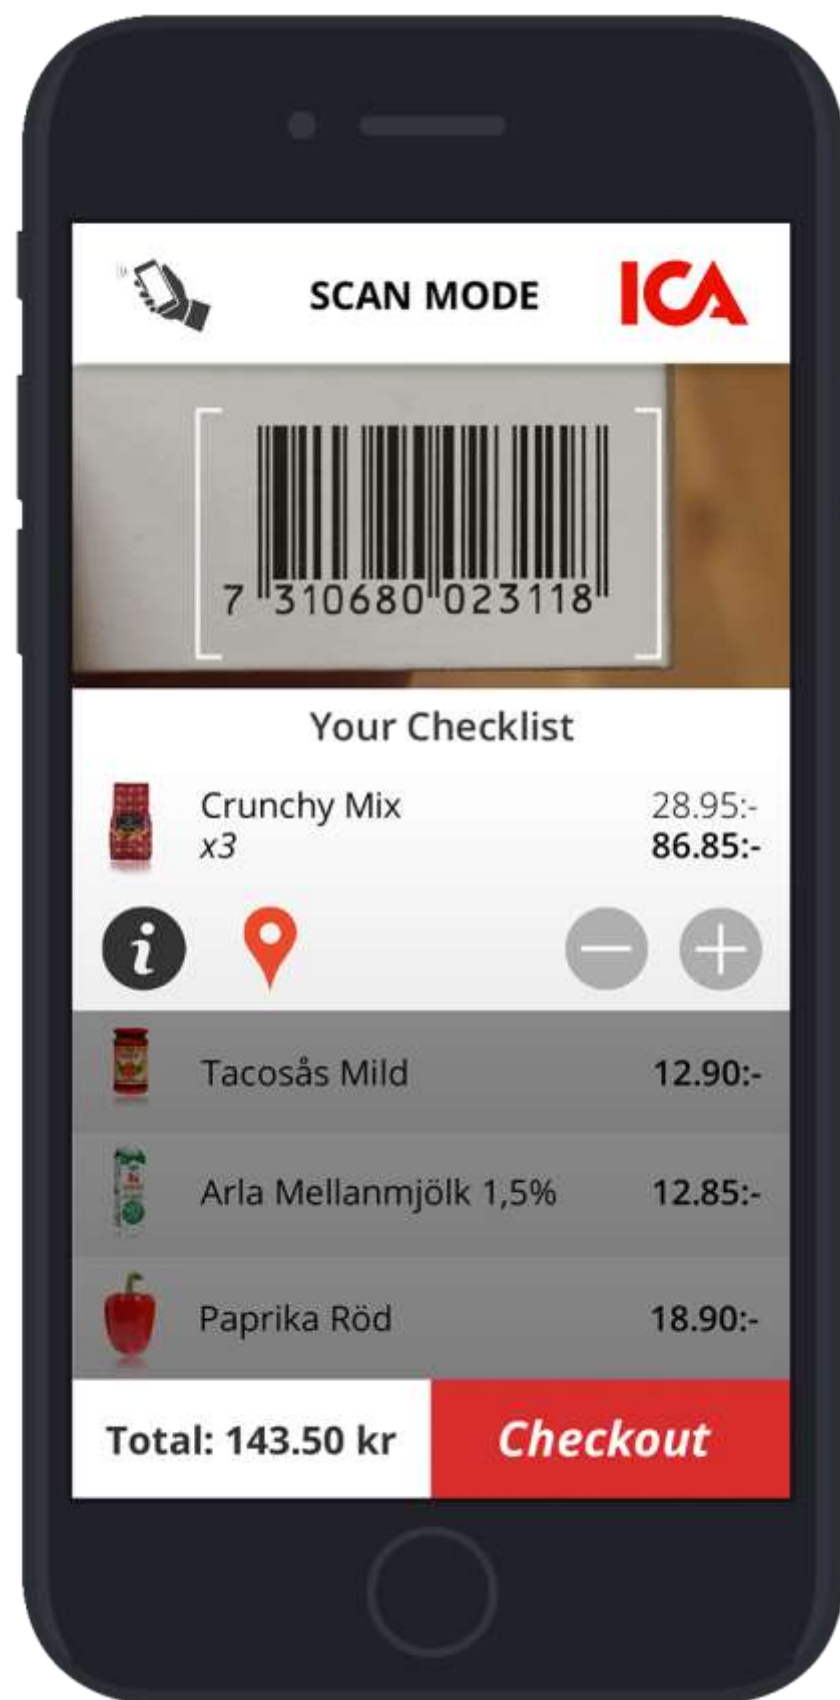 SCAN MODE
ICA
7 310680 023118
Your Checklist
Crunchy Mix 28.95:-
x3 86.85:-
i
Tacosås Mild 12.90:-
Arla Mellanmjölk 1,5% 12.85:-
Paprika Röd 18.90:-
Total: 143.50 kr Checkout